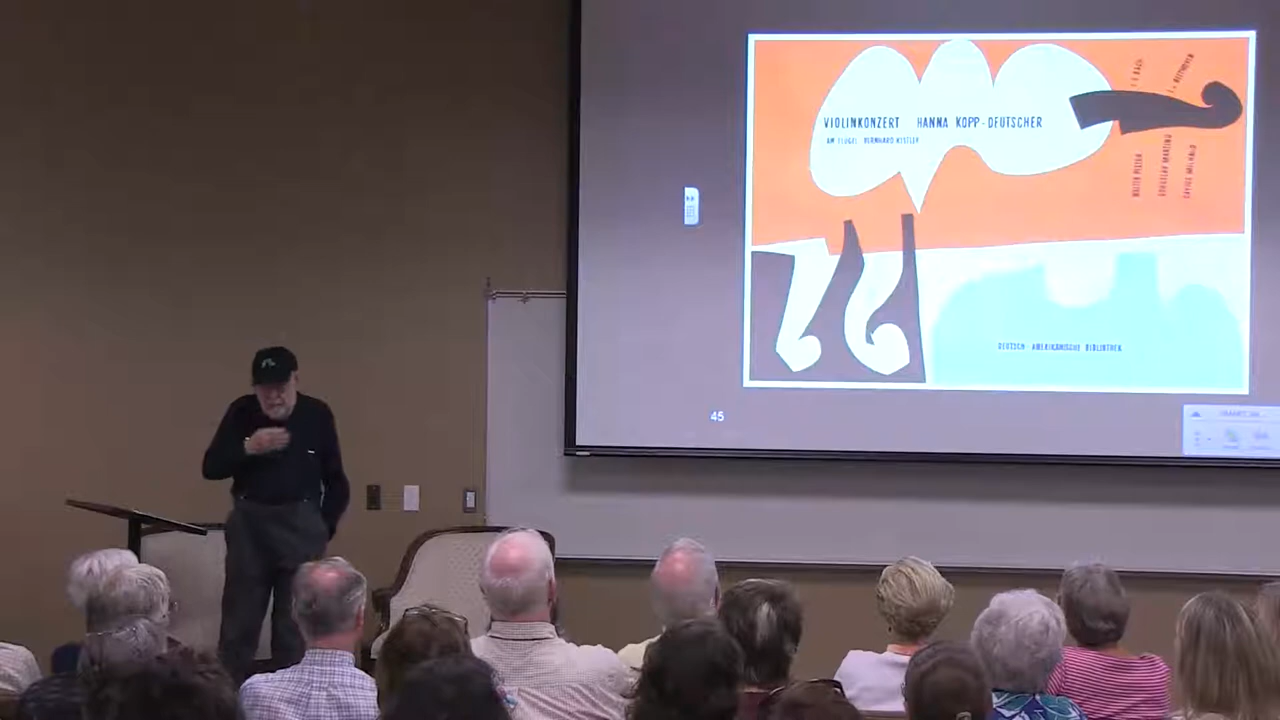 VIOLINKONZERT HANNA KOPP-DEUTSCHER
AM FLÜGEL BERNHARD KISTLER
L.V. BEETHOVEN
WALTER PISTON
BOHUSLAV MARTINU
DARIUS MILHAUD
DEUTSCH-AMERIKANISCHE BIBLIOTHEK
45